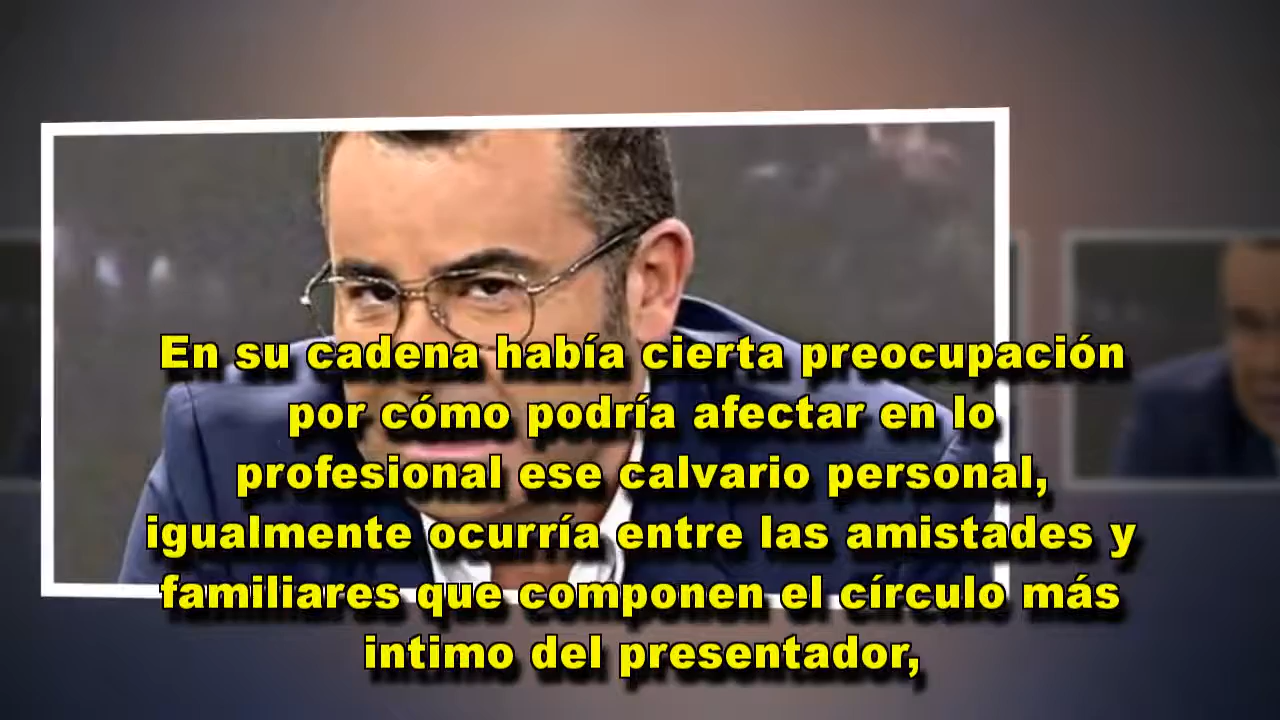 En su cadena había cierta preocupación
por cómo podría afectar en lo
profesional ese calvario personal,
igualmente ocurría entre las amistades y
familiares que componen el círculo más
intimo del presentador,